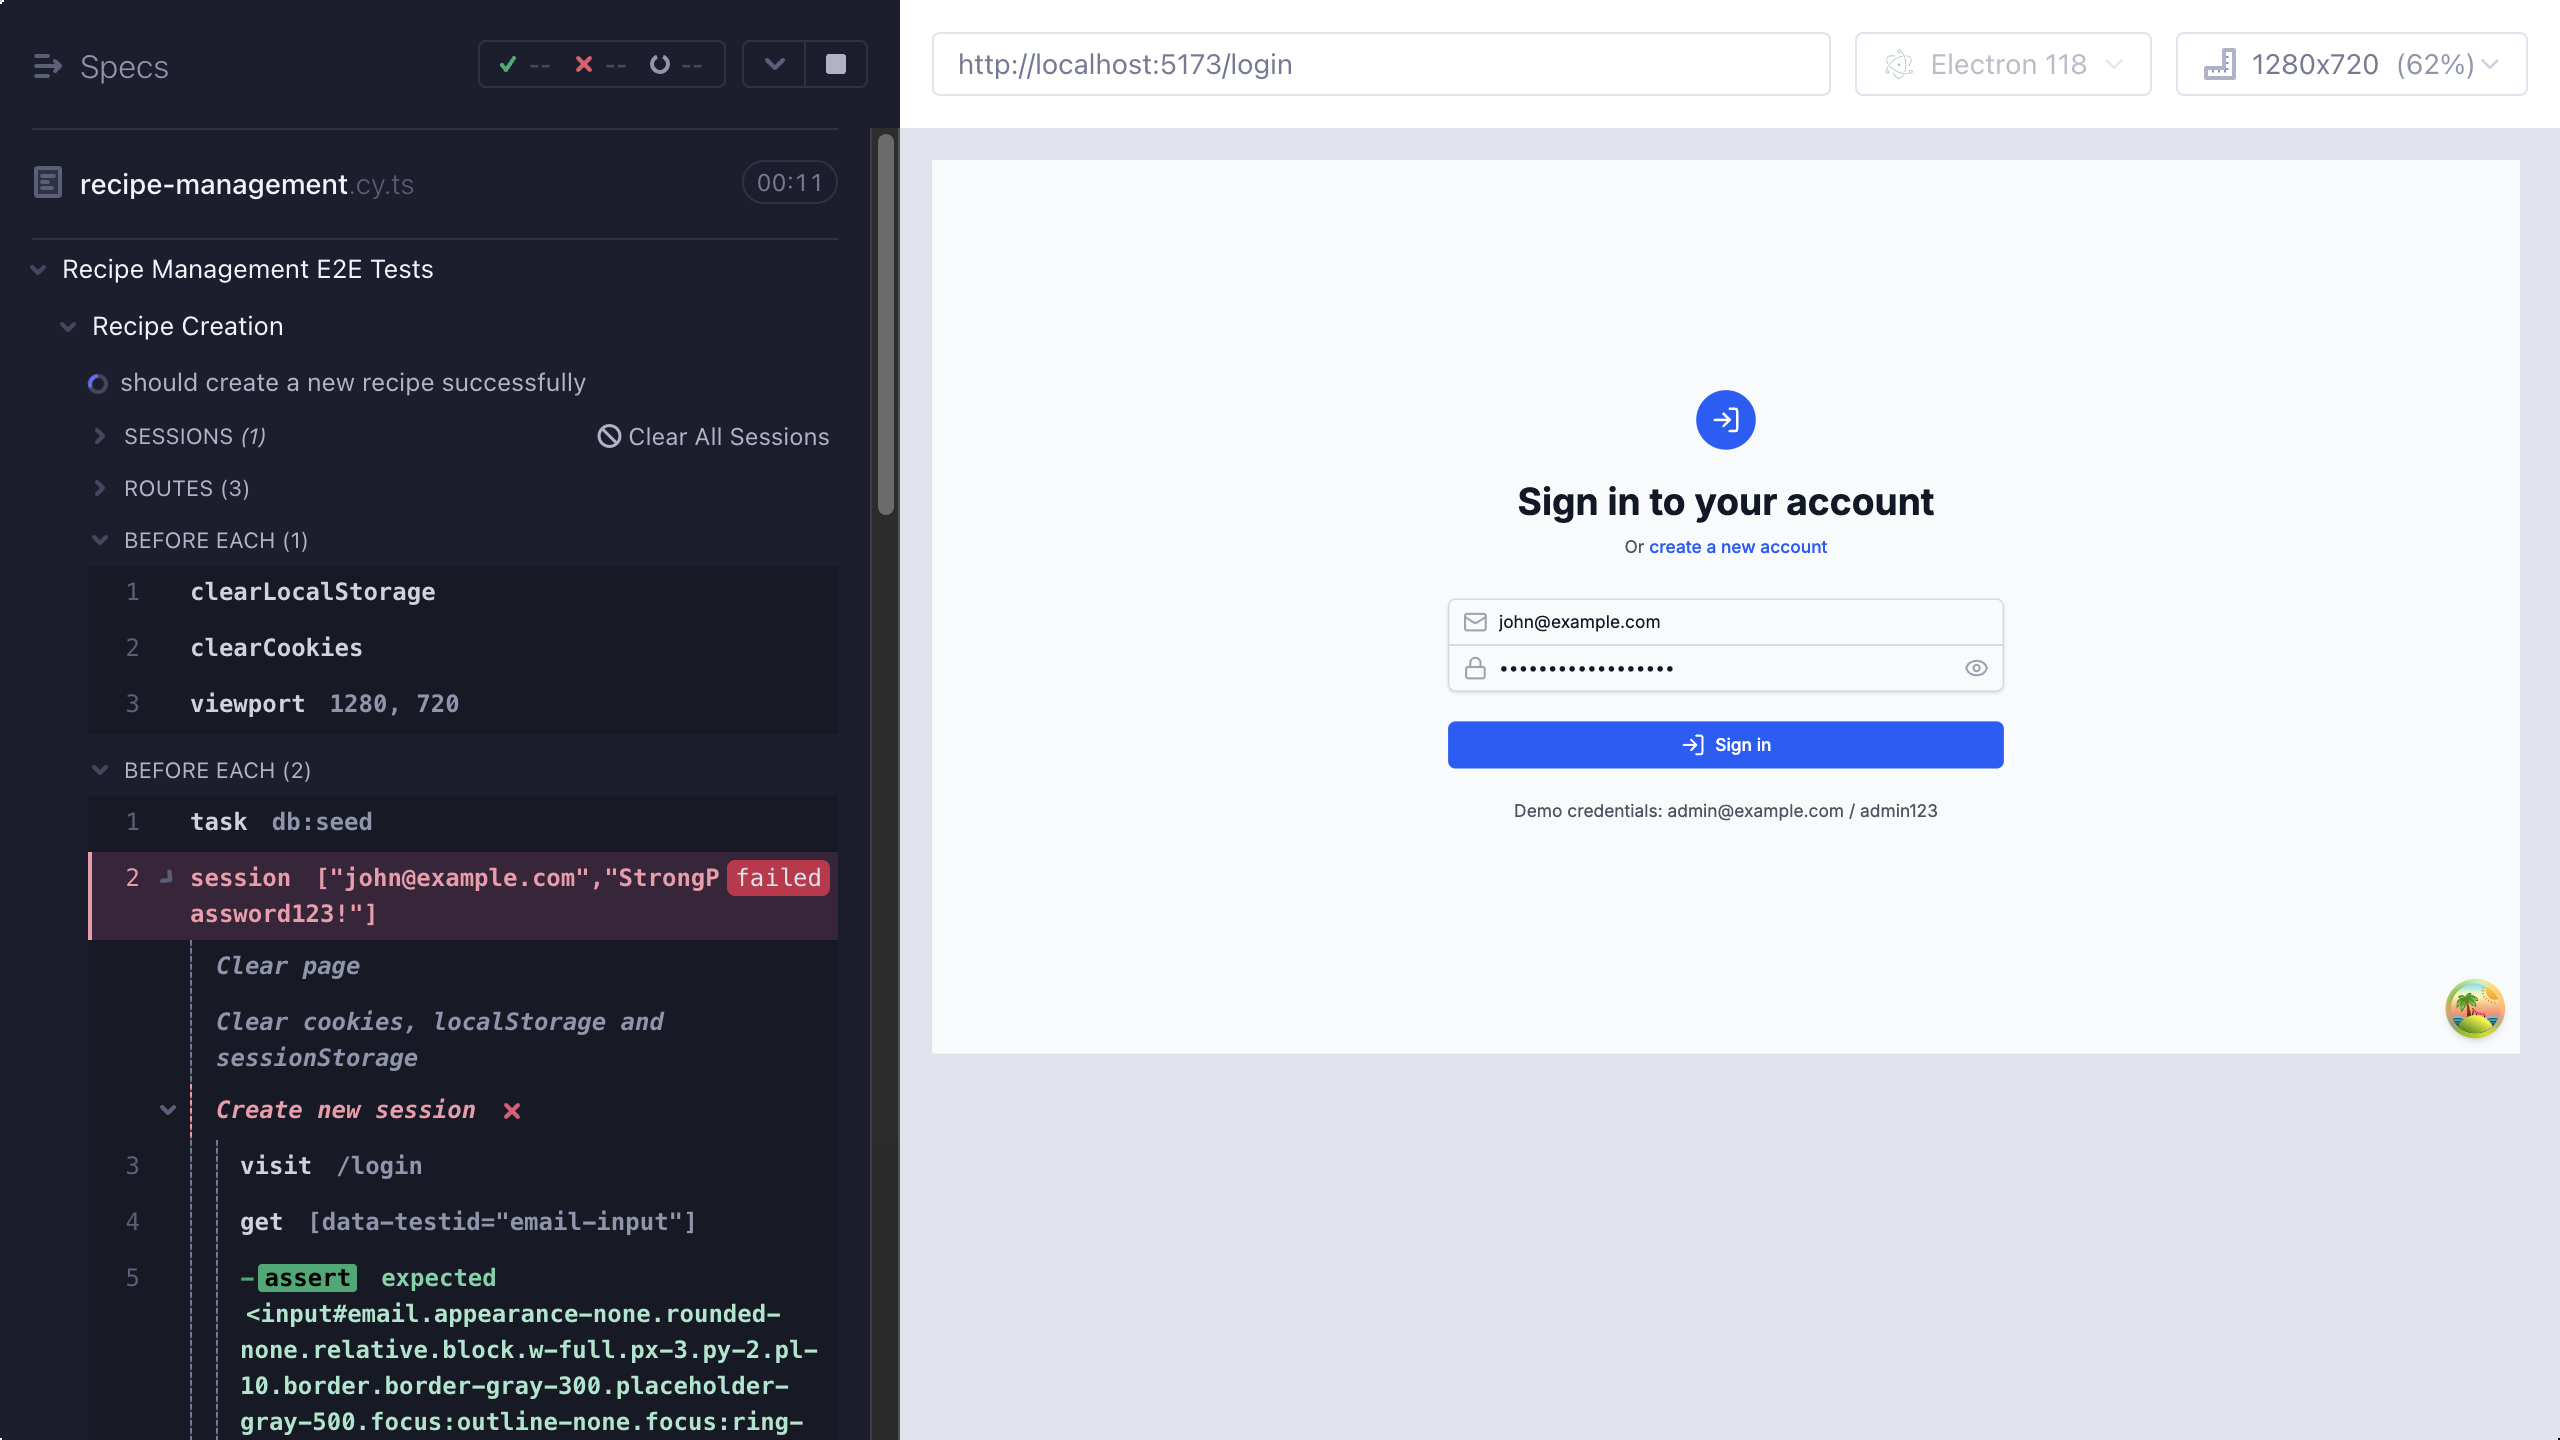 Specs
--
--
--
recipe-management.cy.ts
00:11
Recipe Management E2E Tests
Recipe Creation
should create a new recipe successfully
SESSIONS (1)
Clear All Sessions
ROUTES (3)
BEFORE EACH (1)
1 clearLocalStorage
2 clearCookies
3 viewport 1280, 720
BEFORE EACH (2)
1 task db:seed
2 session ["john@example.com","StrongP failed
assword123!"]
Clear page
Clear cookies, localStorage and
sessionStorage
Create new session
3 visit /login
4 get [data-testid="email-input"]
5 -assert expected
<input#email.appearance-none.rounded-
none.relative.block.w-full.px-3.py-2.pl-
10.border.border-gray-300.placeholder-
gray-500.focus:outline-none.focus:ring-
http://localhost:5173/login
Electron 118
1280x720 (62%)
Sign in to your account
Or create a new account
john@example.com
••••••••••••••••••
Sign in
Demo credentials: admin@example.com / admin123